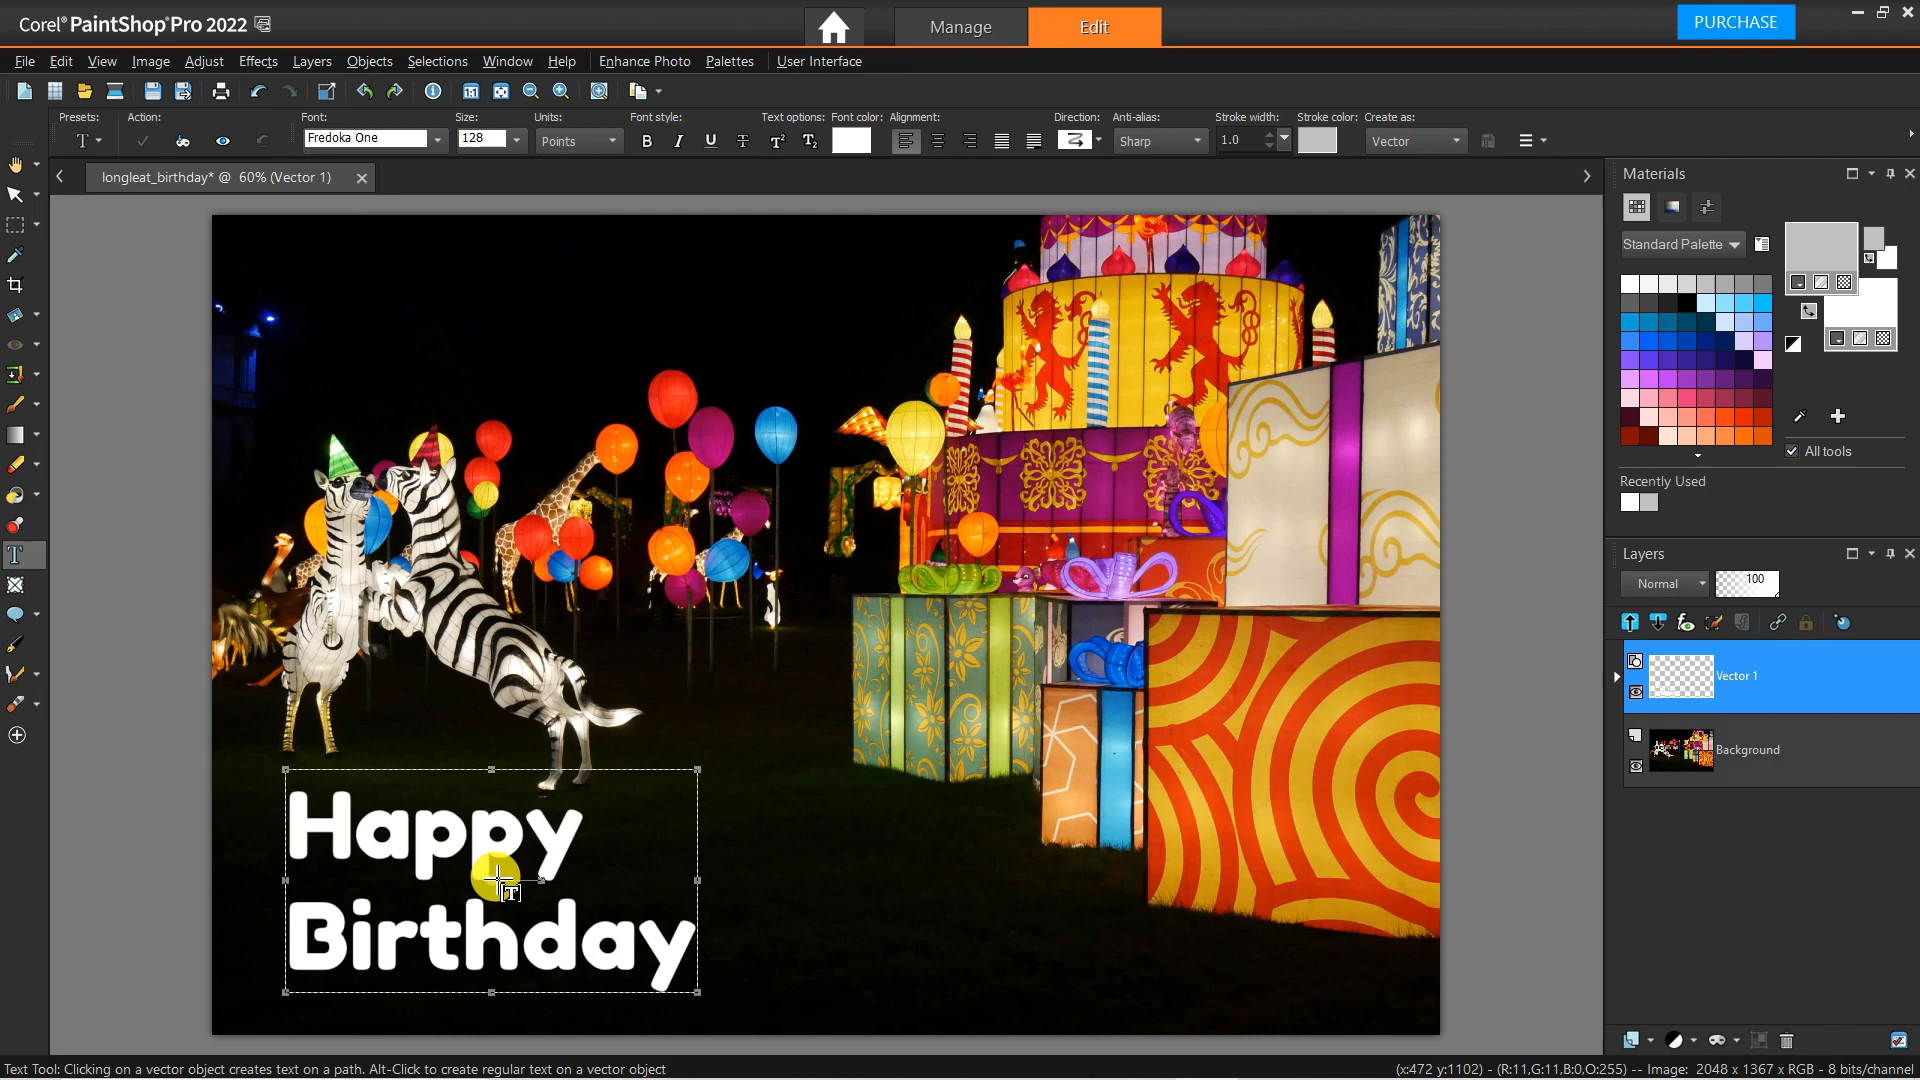 Corel® PaintShop® Pro 2022
Manage
Edit
PURCHASE
File Edit View Image Adjust Effects Layers Objects Selections Window Help Enhance Photo Palettes User Interface
Presets: Action: Font: Size: Units: Font style: Text options: Font color: Alignment: Direction: Anti-alias: Stroke width: Stroke color: Create as:
Fredoka One 128 Points Sharp 1.0 Vector
longleat_birthday* @ 60% (Vector 1)
Materials
Standard Palette
All tools
Recently Used
Layers
Normal 100
Vector 1
Background
Happy
Birthday
Text Tool: Clicking on a vector object creates text on a path. Alt-Click to create regular text on a vector object
(x:472 y:1102) - (R:11,G:11,B:0,O:255) -- Image: 2048 x 1367 x RGB - 8 bits/channel